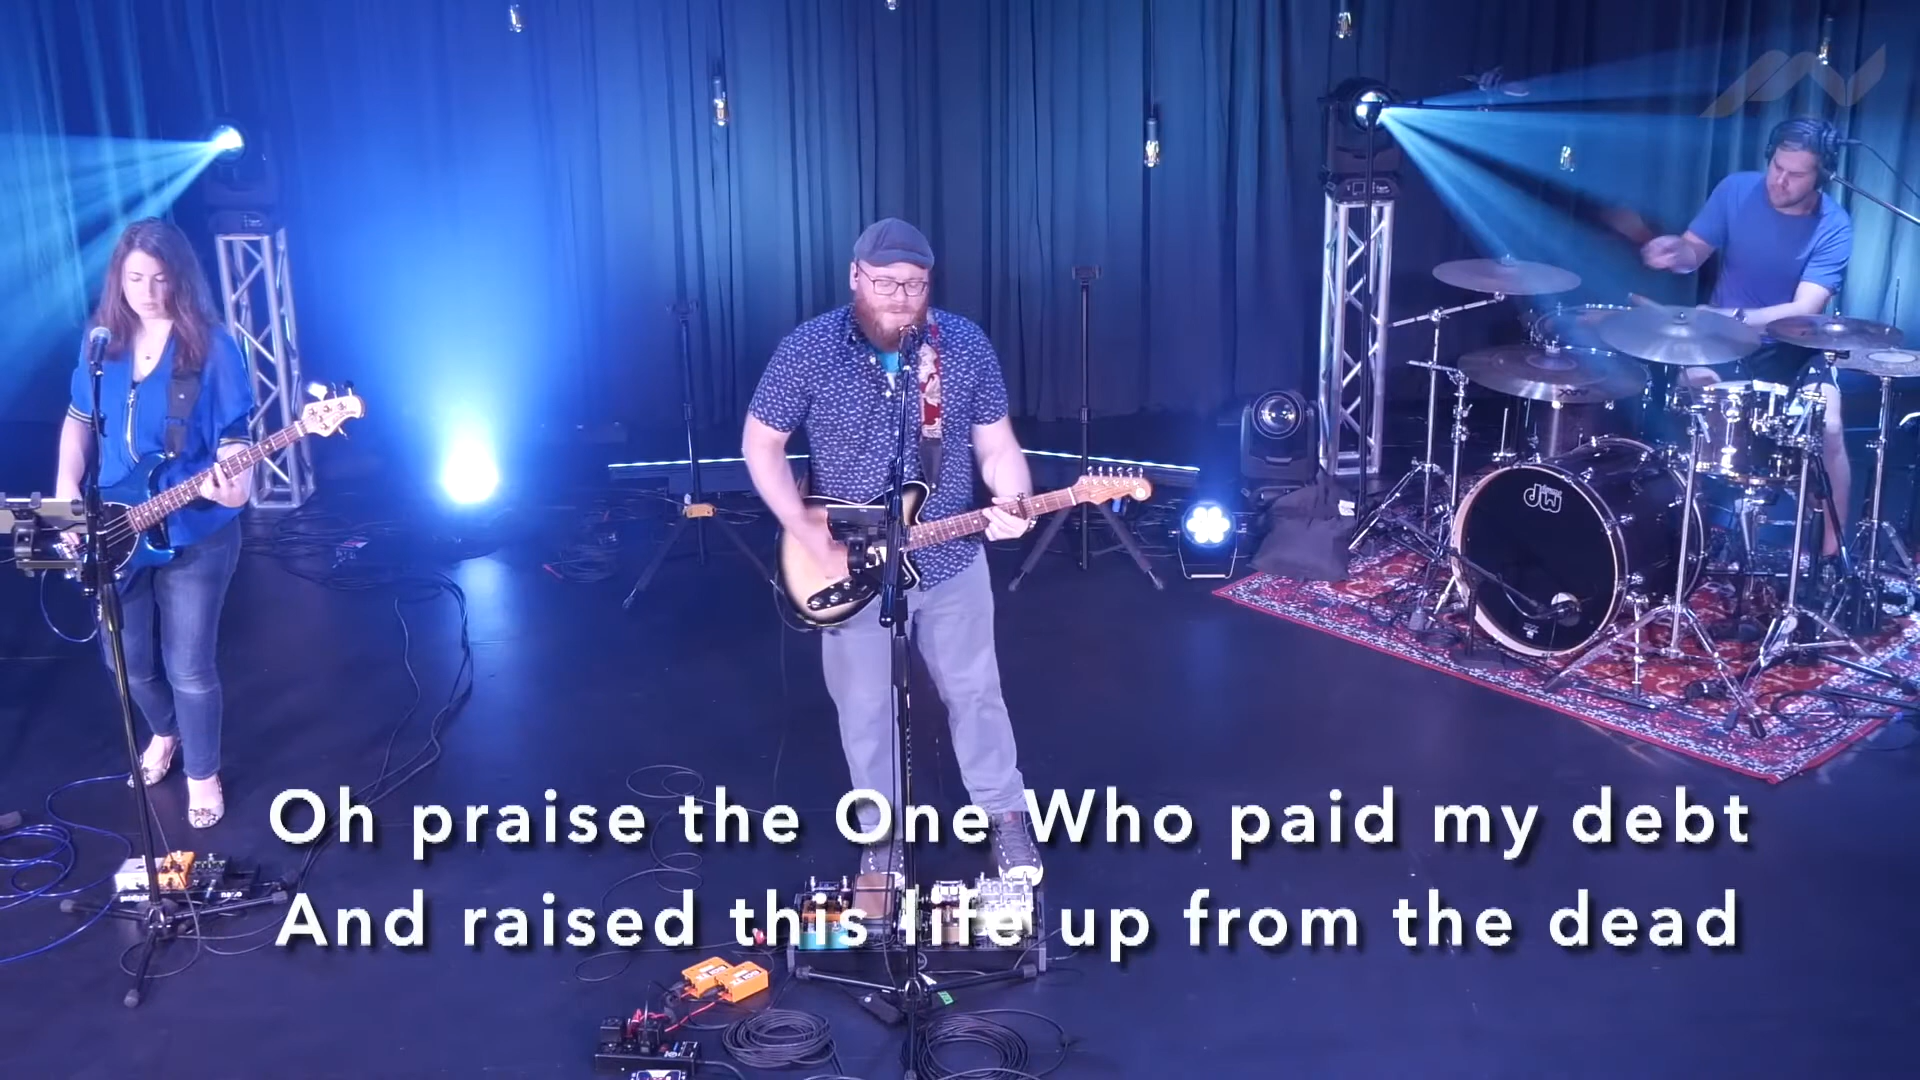 Oh praise the One Who paid my debt
And raised this life up from the dead